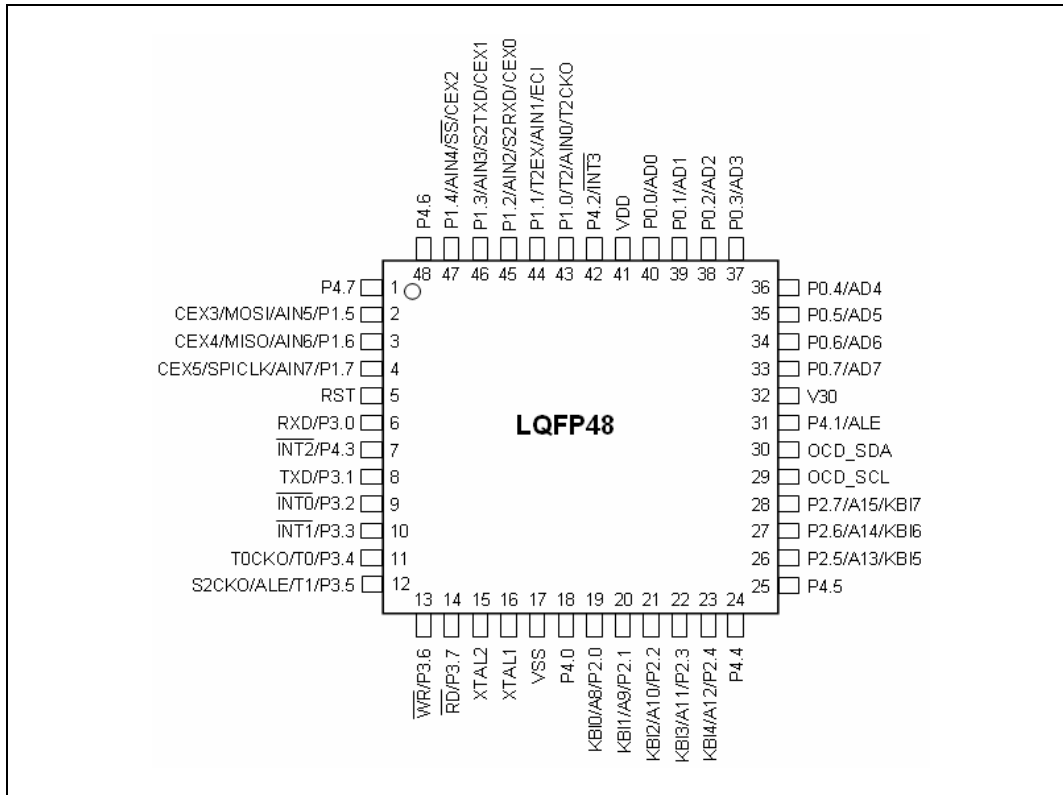 P4.6
P1.4/AIN4/S̅S̅/CEX2
P1.3/AIN3/S2TXD/CEX1
P1.2/AIN2/S2RXD/CEX0
P1.1/T2EX/AIN1/ECI
P1.0/T2/AIN0/T2CKO
P4.2/I̅N̅T̅3̅
VDD
P0.0/AD0
P0.1/AD1
P0.2/AD2
P0.3/AD3
48 47 46 45 44 43 42 41 40 39 38 37
P4.7 1
CEX3/MOSI/AIN5/P1.5 2
CEX4/MISO/AIN6/P1.6 3
CEX5/SPICLK/AIN7/P1.7 4
RST 5
RXD/P3.0 6
I̅N̅T̅2̅/P4.3 7
TXD/P3.1 8
I̅N̅T̅0̅/P3.2 9
I̅N̅T̅1̅/P3.3 10
T0CKO/T0/P3.4 11
S2CKO/ALE/T1/P3.5 12
LQFP48
36 P0.4/AD4
35 P0.5/AD5
34 P0.6/AD6
33 P0.7/AD7
32 V30
31 P4.1/ALE
30 OCD_SDA
29 OCD_SCL
28 P2.7/A15/KBI7
27 P2.6/A14/KBI6
26 P2.5/A13/KBI5
25 P4.5
13 14 15 16 17 18 19 20 21 22 23 24
W̅R̅/P3.6
R̅D̅/P3.7
XTAL2
XTAL1
VSS
P4.0
KBI0/A8/P2.0
KBI1/A9/P2.1
KBI2/A10/P2.2
KBI3/A11/P2.3
KBI4/A12/P2.4
P4.4